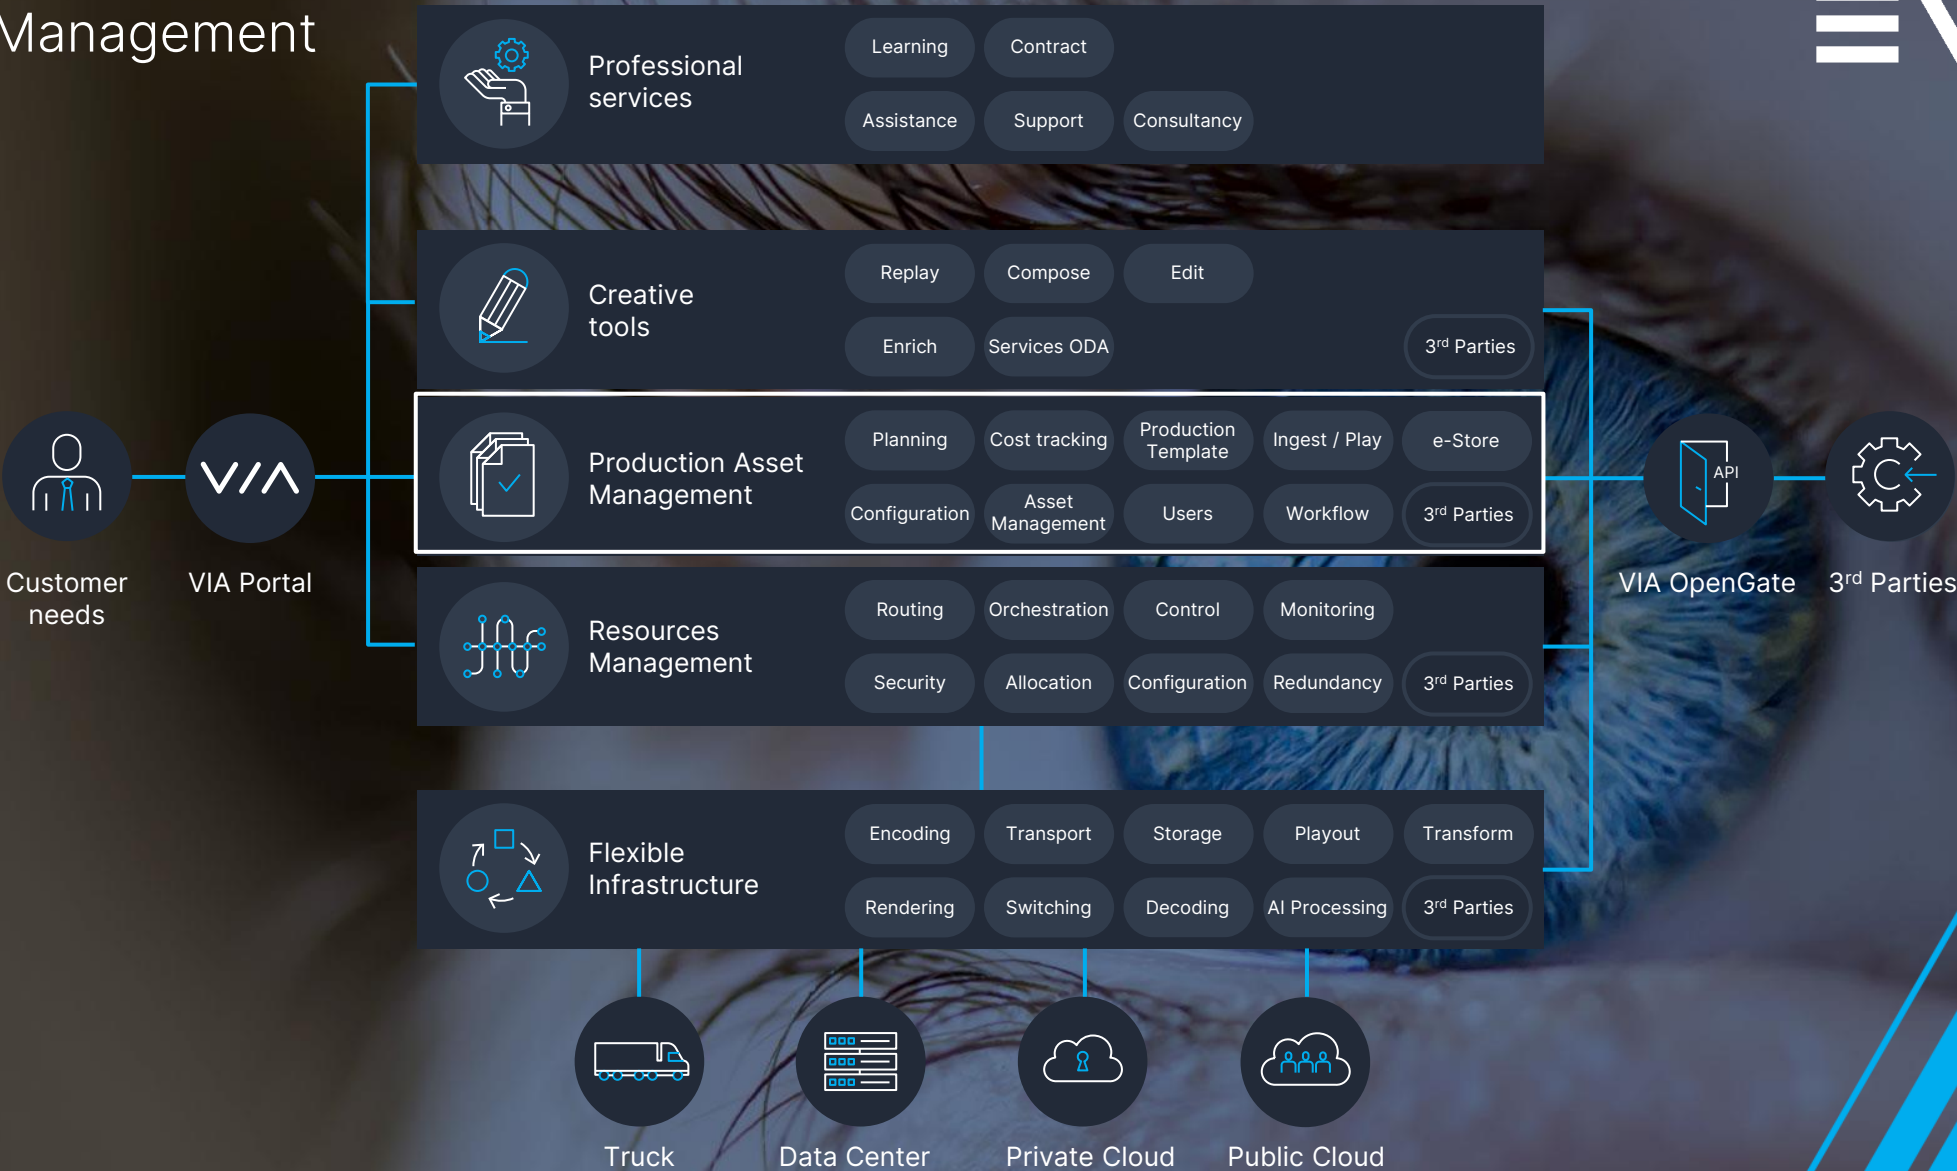 Management
Professional
services
Learning
Contract
Assistance
Support
Consultancy
Creative
tools
Replay
Compose
Edit
Enrich
Services ODA
3rd Parties
Production Asset
Management
Planning
Cost tracking
Production
Template
Ingest / Play
e-Store
Configuration
Asset
Management
Users
Workflow
3rd Parties
Customer
needs
VIA
VIA Portal
API
VIA OpenGate
3rd Parties
Resources
Management
Routing
Orchestration
Control
Monitoring
Security
Allocation
Configuration
Redundancy
3rd Parties
Flexible
Infrastructure
Encoding
Transport
Storage
Playout
Transform
Rendering
Switching
Decoding
AI Processing
3rd Parties
Truck
Data Center
Private Cloud
Public Cloud